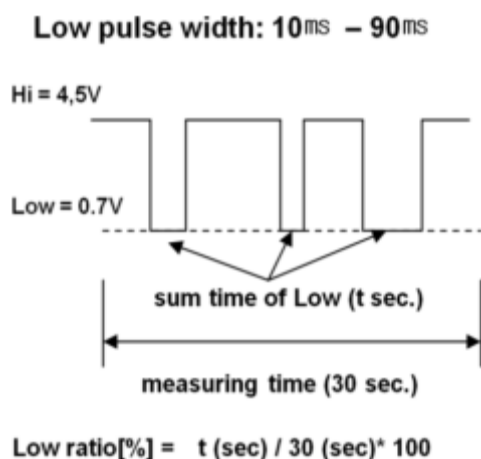 Low pulse width: 10ms – 90ms
Hi = 4,5V
Low = 0.7V
sum time of Low (t sec.)
measuring time (30 sec.)
Low ratio[%] = t (sec) / 30 (sec)* 100